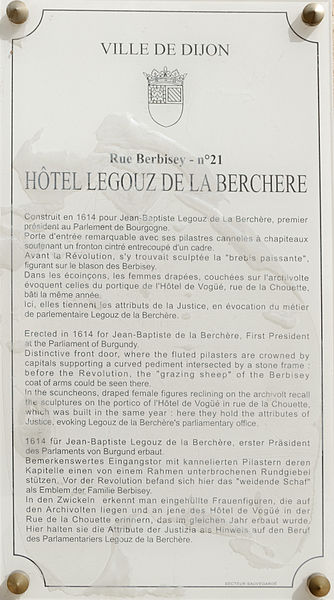 VILLE DE DIJON
Rue Berbisey - n°21
HÔTEL LEGOUZ DE LA BERCHERE
Construit en 1614 pour Jean-Baptiste Legouz de La Berchère, premier
président au Parlement de Bourgogne.
Porte d'entrée remarquable avec ses pilastres cannelés à chapiteaux
soutenant un fronton cintré entrecoupé d'un cadre.
Avant la Révolution, s'y trouvait sculptée la "brebis paissante",
figurant sur le blason des Berbisey.
Dans les écoinçons, les femmes drapées, couchées sur l'archivolte
évoquent celles du portique de l'Hôtel de Vogüé, rue de la Chouette,
bâti la même année.
Ici, elles tiennent les attributs de la Justice, en évocation du métier
de parlementaire Legouz de la Berchère.
Erected in 1614 for Jean-Baptiste de la Berchère, First President
at the Parliament of Burgundy.
Distinctive front door, where the fluted pilasters are crowned by
capitals supporting a curved pediment intersected by a stone frame :
before the Revolution, the "grazing sheep" of the Berbisey
coat of arms could be seen there.
In the scuncheons, draped female figures reclining on the archivolt recall
the sculptures on the portico of l'Hôtel de Vogüé in rue de la Chouette,
which was built in the same year : here they hold the attributes of
Justice, evoking Legouz de la Berchère's parliamentary office.
1614 für Jean-Baptiste Legouz de la Berchère, erster Präsident
des Parlaments von Burgund erbaut.
Bemerkenswertes Eingangstor mit kannelierten Pilastern deren
Kapitelle einen von einem Rahmen unterbrochenen Rundgiebel
stützen. Vor der Revolution befand sich hier das "weidende Schaf"
als Emblem der Familie Berbisey.
In den Zwickeln erkennt man eingehüllte Frauenfiguren, die auf
den Archivolten liegen und an jene des Hôtel de Vogüé in der
Rue de la Chouette erinnern, das im gleichen Jahr erbaut wurde.
Hier halten sie die Attribute der Justizia als Hinweis auf den Beruf
des Parlamentariers Legouz de la Berchère.
SECTEUR SAUVEGARDÉ